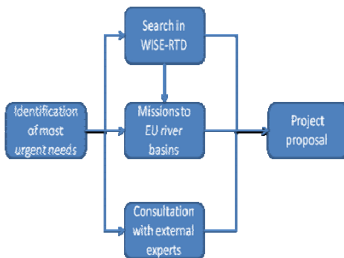 Search in
WISE-RTD
Identification
of most
urgent needs
Missions to
EU river
basins
Project
proposal
Consultation
with external
experts